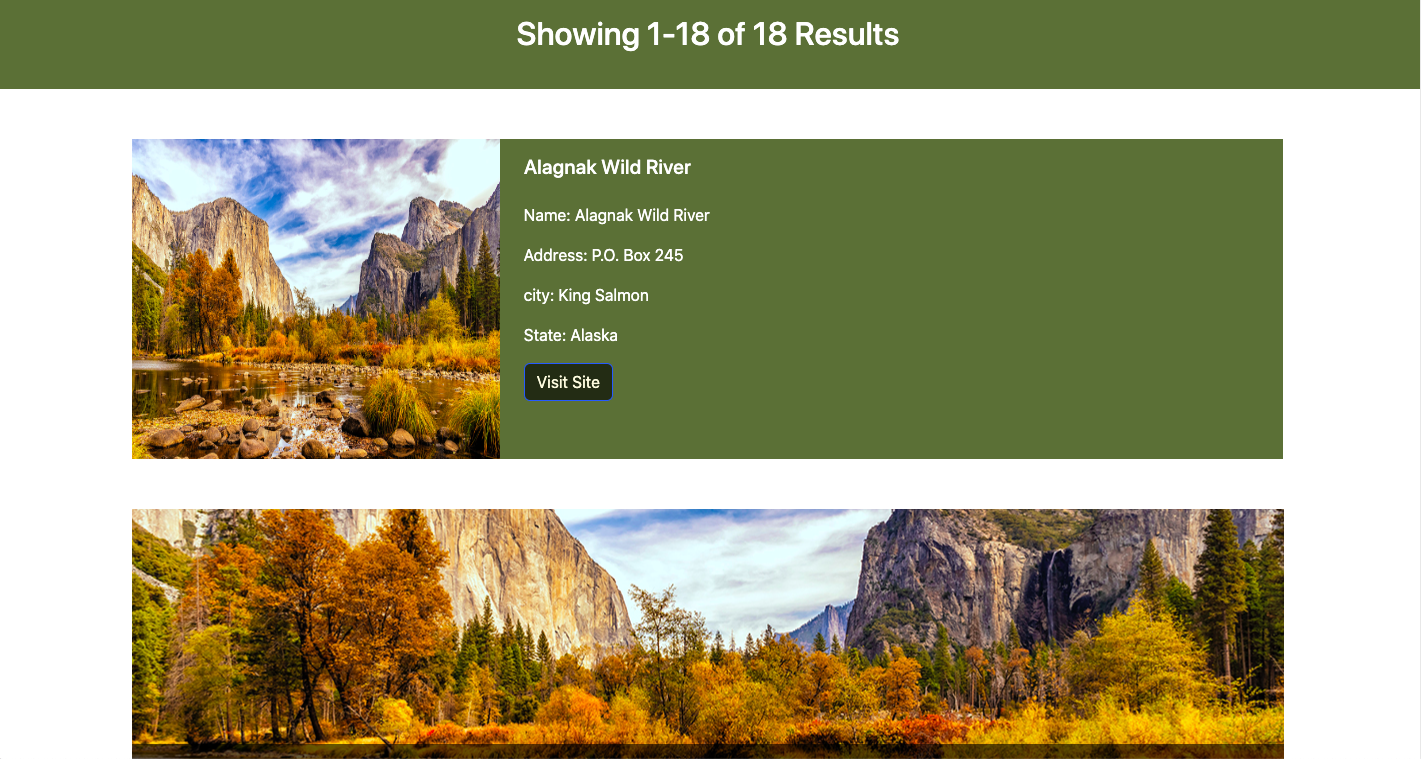 Showing 1-18 of 18 Results
Alagnak Wild River
Name: Alagnak Wild River
Address: P.O. Box 245
city: King Salmon
State: Alaska
Visit Site